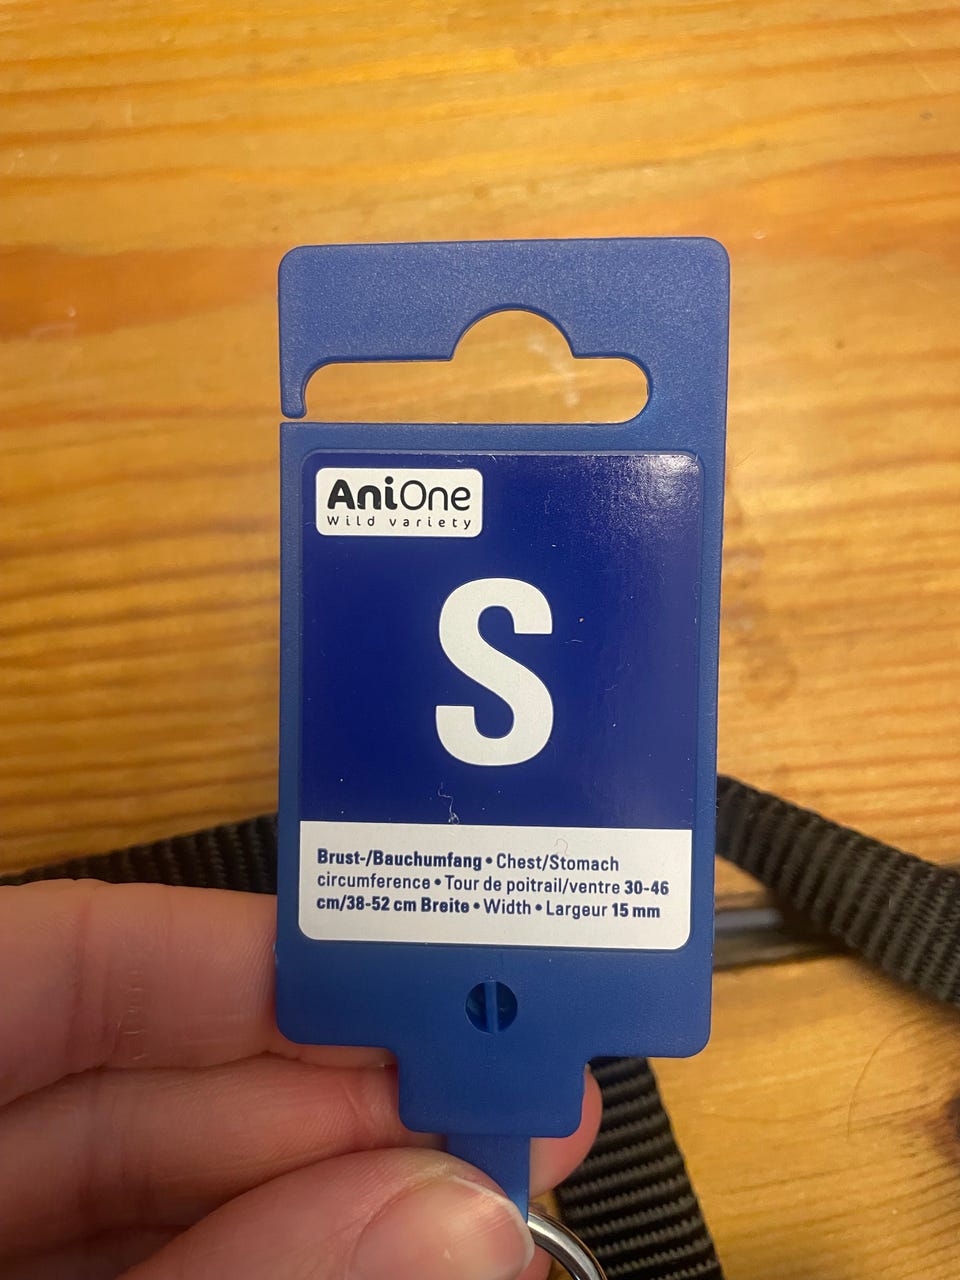 AniOne
Wild variety
S
Brust-/Bauchumfang • Chest/Stomach
circumference • Tour de poitrail/ventre 30-46
cm/38-52 cm Breite • Width • Largeur 15 mm